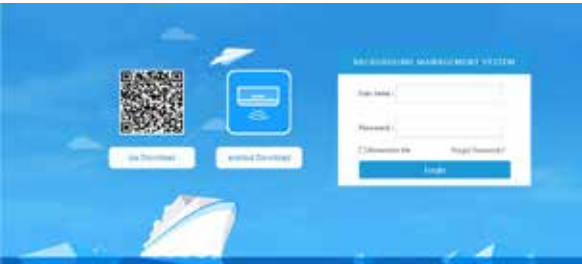 BACKGROUND MANAGEMENT SYSTEM
User name :
Password :
Remember Me
Forgot Password?
ios Download
android Download
Login